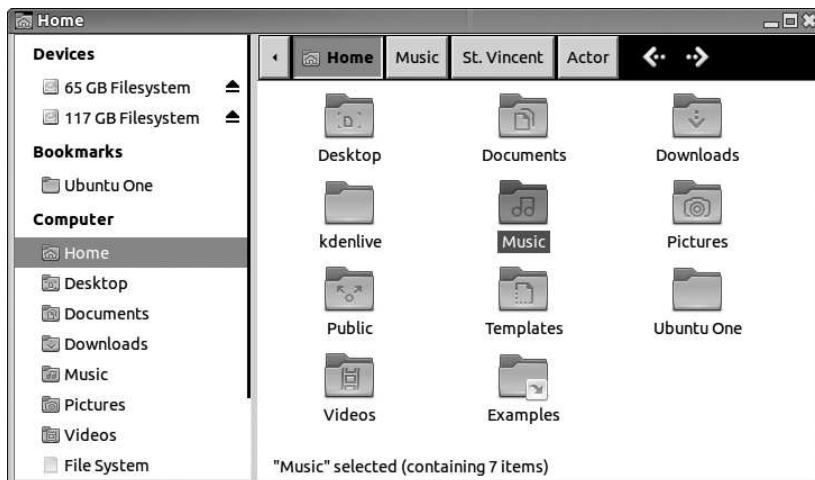 Home
Devices
65 GB Filesystem
117 GB Filesystem
Bookmarks
Ubuntu One
Computer
Home
Desktop
Documents
Downloads
Music
Pictures
Videos
File System
Home Music St. Vincent Actor
Desktop Documents Downloads
kdenlive Music Pictures
Public Templates Ubuntu One
Videos Examples
"Music" selected (containing 7 items)